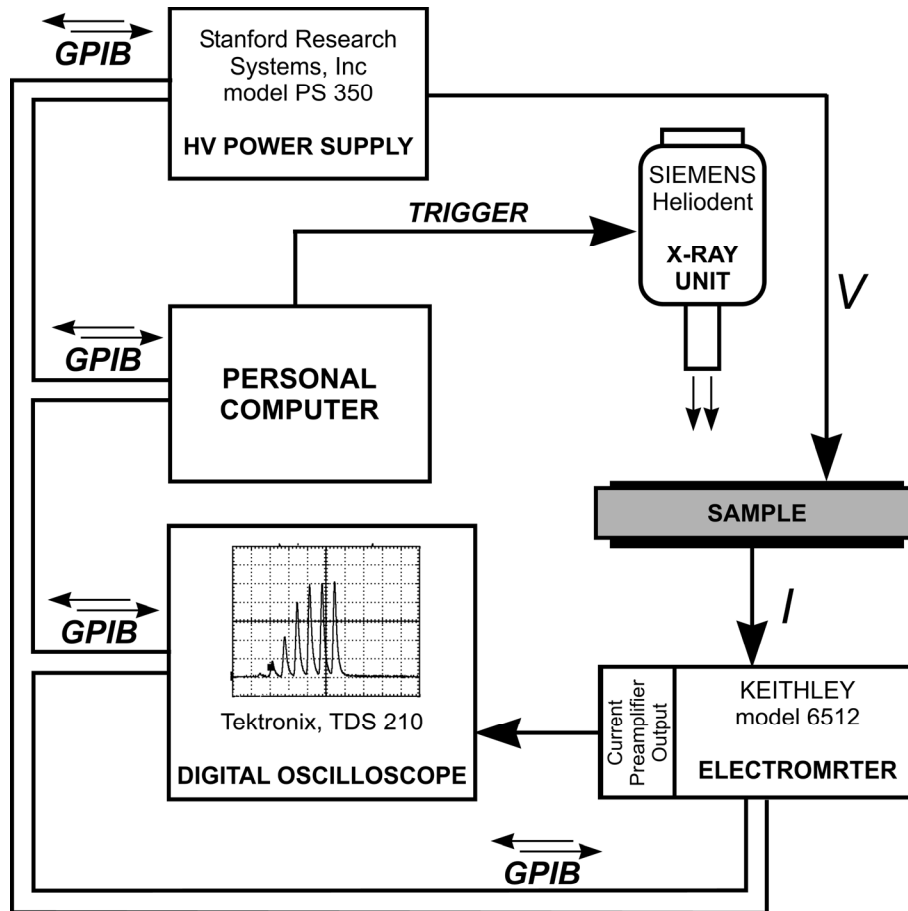 GPIB
Stanford Research
Systems, Inc
model PS 350
HV POWER SUPPLY
SIEMENS
Heliodent
X-RAY
UNIT
TRIGGER
V
GPIB
PERSONAL
COMPUTER
SAMPLE
I
GPIB
Tektronix, TDS 210
DIGITAL OSCILLOSCOPE
Current
Preamplifier
Output
KEITHLEY
model 6512
ELECTROMRTER
GPIB